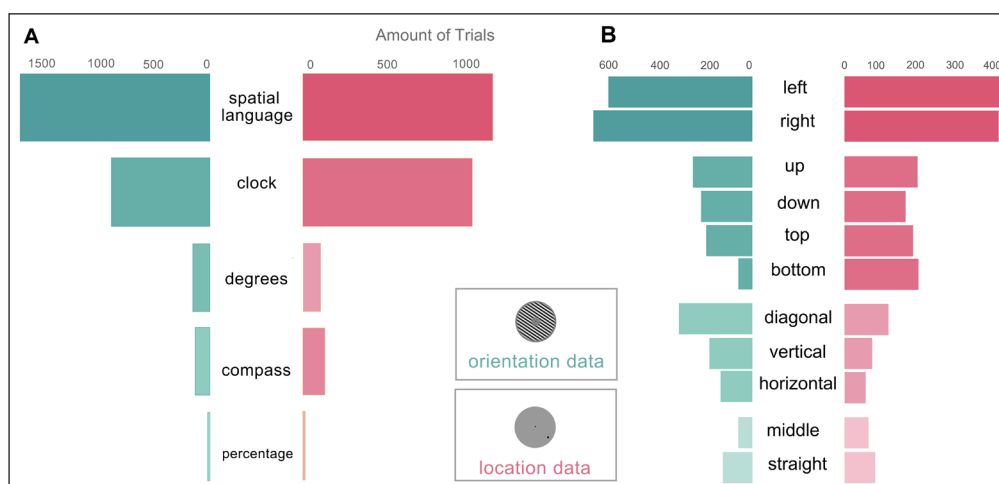 A
Amount of Trials
B
1500 1000 500 0 0 500 1000
600 400 200 0 0 100 200 300 400
spatial
language
clock
degrees
compass
percentage
left
right
up
down
top
bottom
diagonal
vertical
horizontal
middle
straight
orientation data
location data